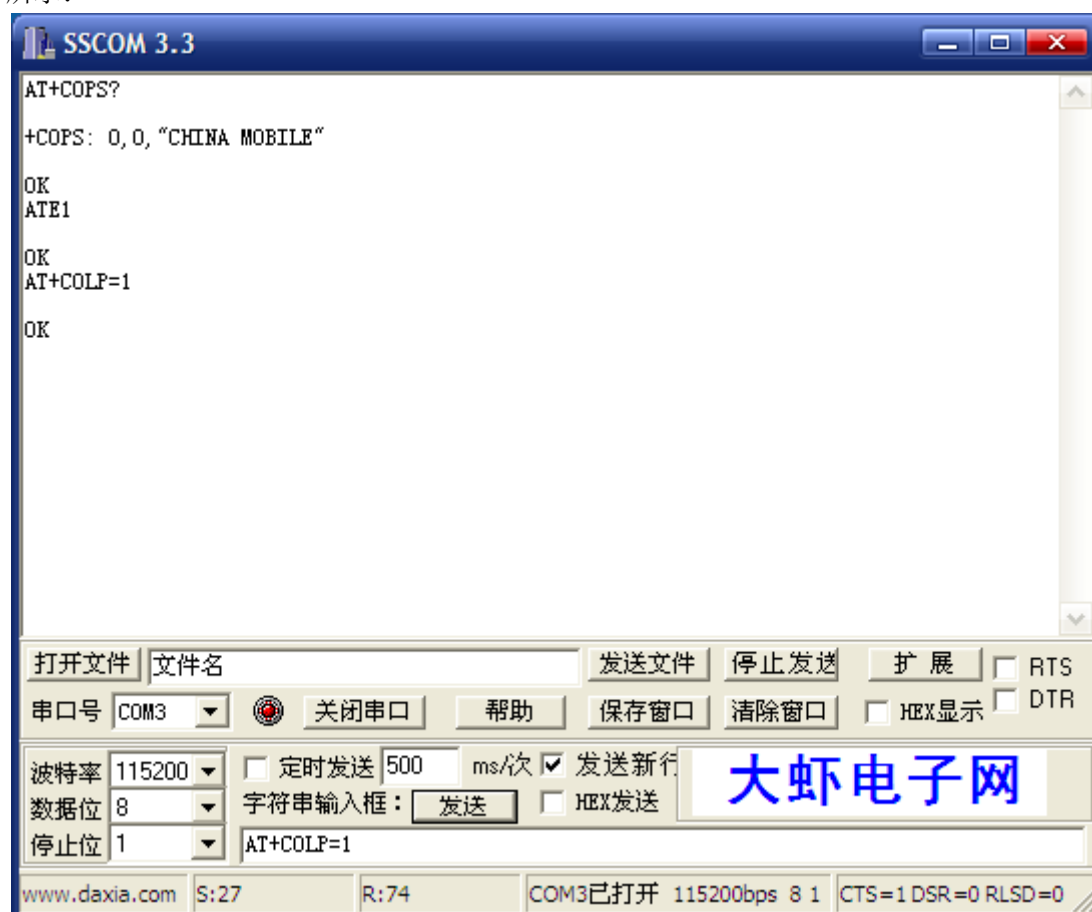 SSCOM 3.3
AT+COPS?
+COPS: 0,0,"CHINA MOBILE"
OK
ATE1
OK
AT+COLP=1
OK
打开文件 文件名 发送文件 停止发送 扩 展 RTS
串口号 COM3 关闭串口 帮助 保存窗口 清除窗口 HEX显示 DTR
波特率 115200 定时发送 500 ms/次 发送新行 大虾电子网
数据位 8 字符串输入框： 发送 HEX发送
停止位 1 AT+COLP=1
www.daxia.com S:27 R:74 COM3已打开 115200bps 8 1 CTS=1 DSR=0 RLSD=0